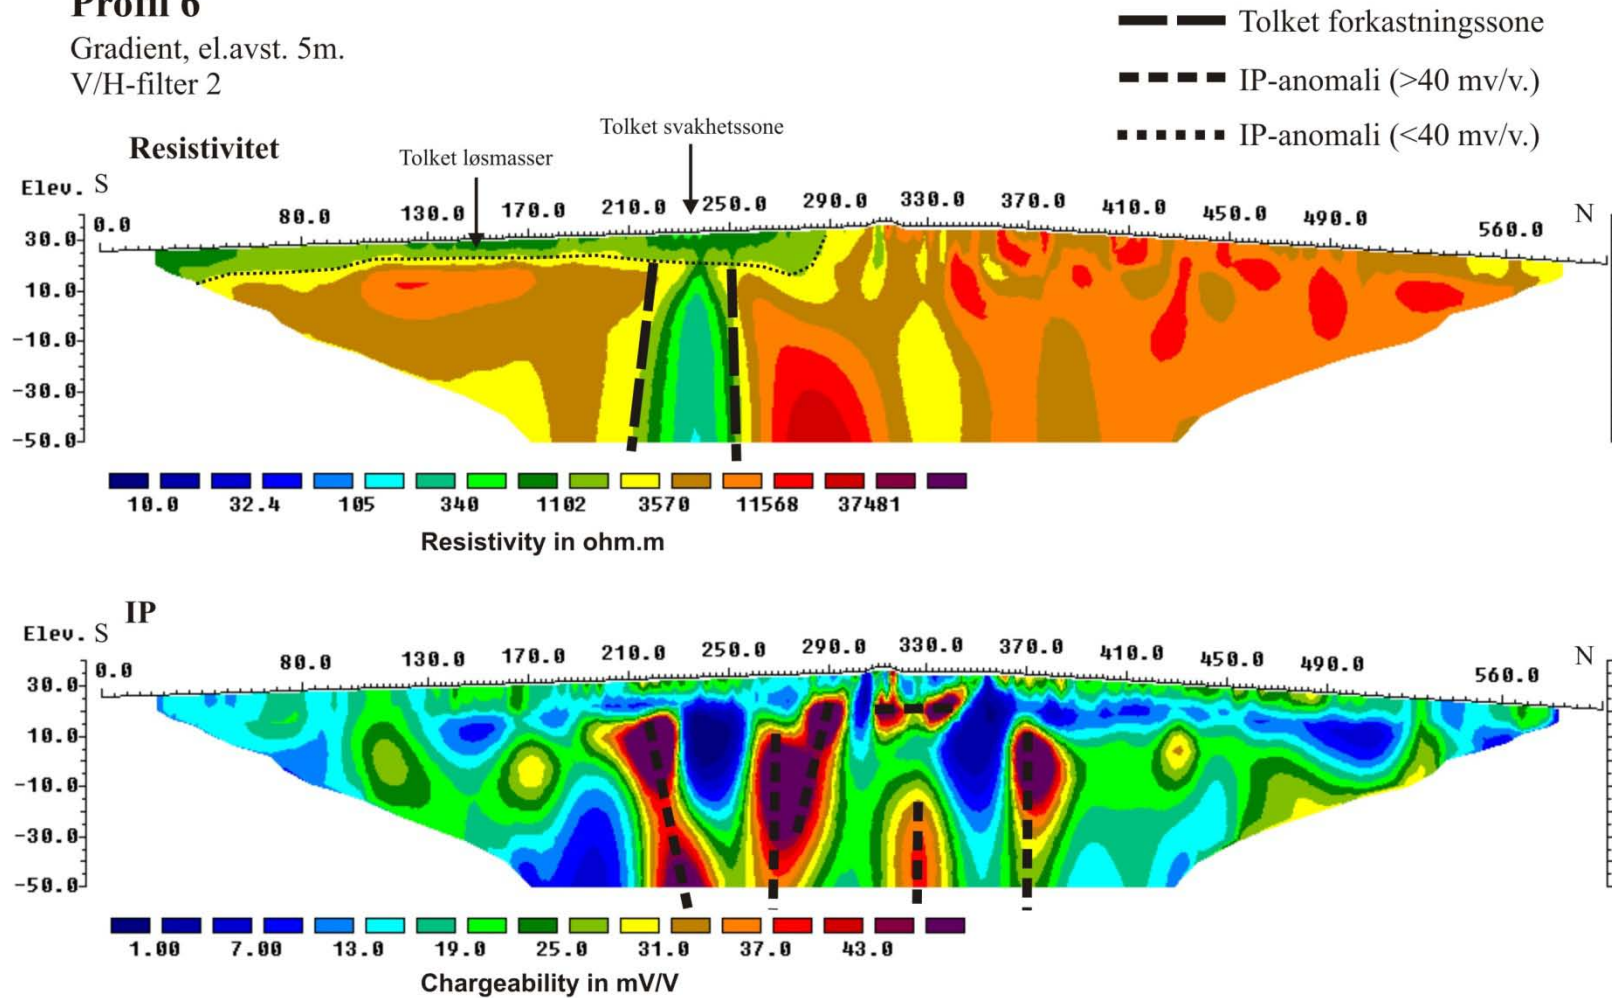 Profil 6
Gradient, el.avst. 5m.
V/H-filter 2
Tolket forkastningssone
IP-anomali (>40 mv/v.)
IP-anomali (<40 mv/v.)
Resistivitet
Tolket løsmasser
Tolket svakhetssone
Elev. S
N
0.0 80.0 130.0 170.0 210.0 250.0 290.0 330.0 370.0 410.0 450.0 490.0 560.0
30.0
10.0
-10.0
-30.0
-50.0
10.0 32.4 105 340 1102 3570 11568 37481
Resistivity in ohm.m
IP
Elev. S
N
0.0 80.0 130.0 170.0 210.0 250.0 290.0 330.0 370.0 410.0 450.0 490.0 560.0
30.0
10.0
-10.0
-30.0
-50.0
1.00 7.00 13.0 19.0 25.0 31.0 37.0 43.0
Chargeability in mV/V